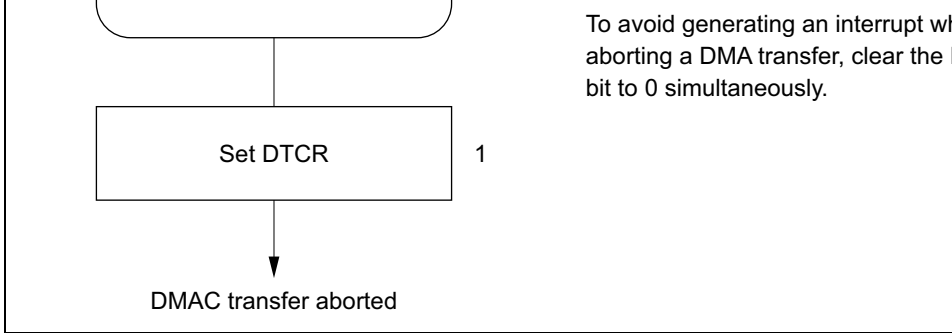 To avoid generating an interrupt
aborting a DMA transfer, clear the
bit to 0 simultaneously.
Set DTCR
1
DMAC transfer aborted